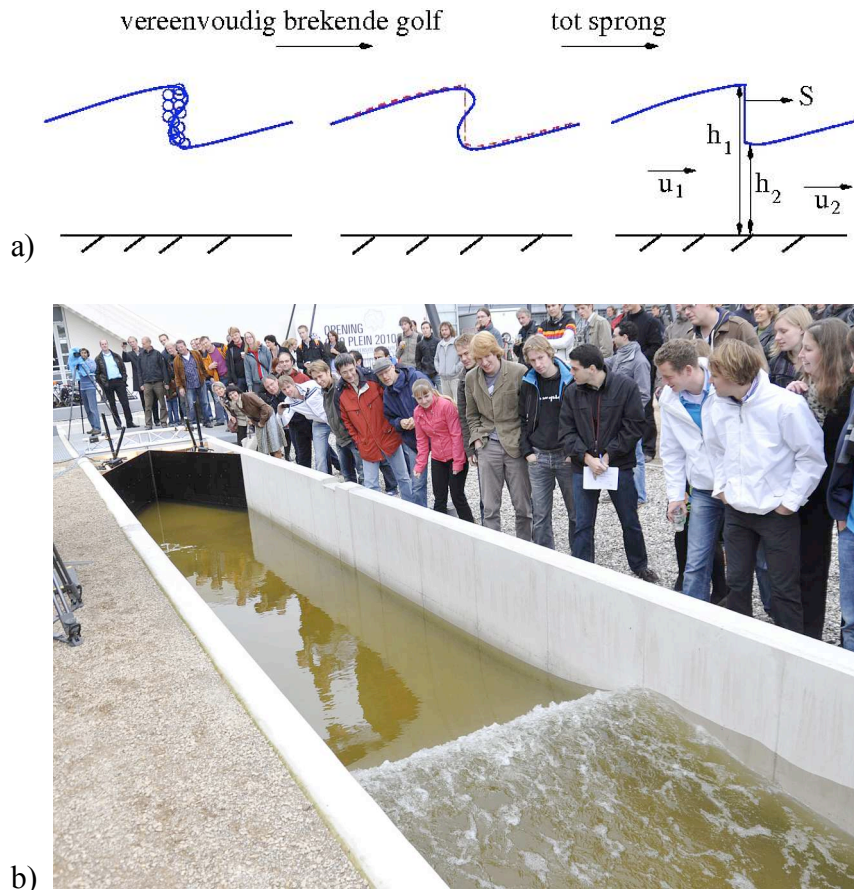 vereenvoudig brekende golf
tot sprong
S
h1
h2
u1
u2
a)
OPENING
PLEIN 2010
b)